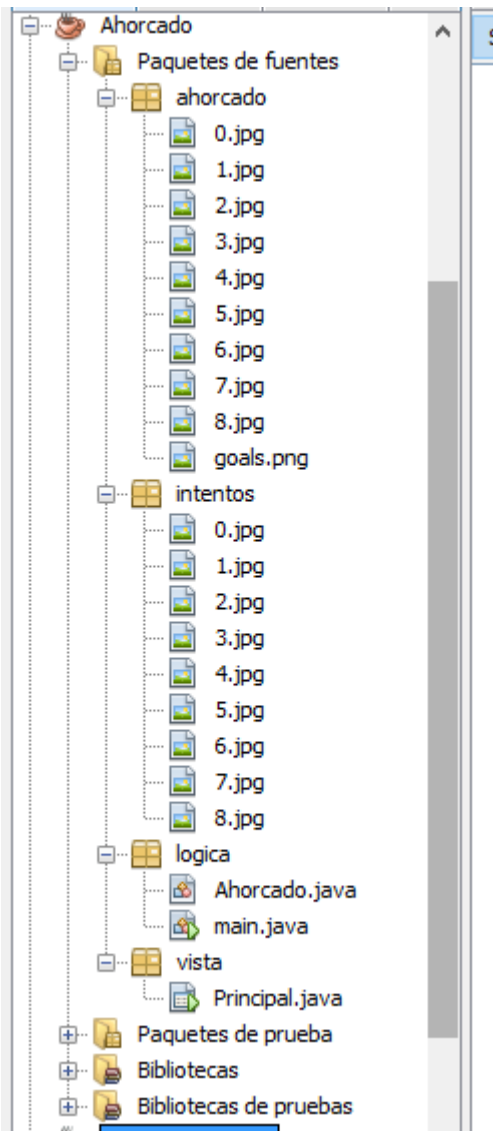 Ahorcado
Paquetes de fuentes
ahorcado
0.jpg
1.jpg
2.jpg
3.jpg
4.jpg
5.jpg
6.jpg
7.jpg
8.jpg
goals.png
intentos
0.jpg
1.jpg
2.jpg
3.jpg
4.jpg
5.jpg
6.jpg
7.jpg
8.jpg
logica
Ahorcado.java
main.java
vista
Principal.java
Paquetes de prueba
Bibliotecas
Bibliotecas de pruebas